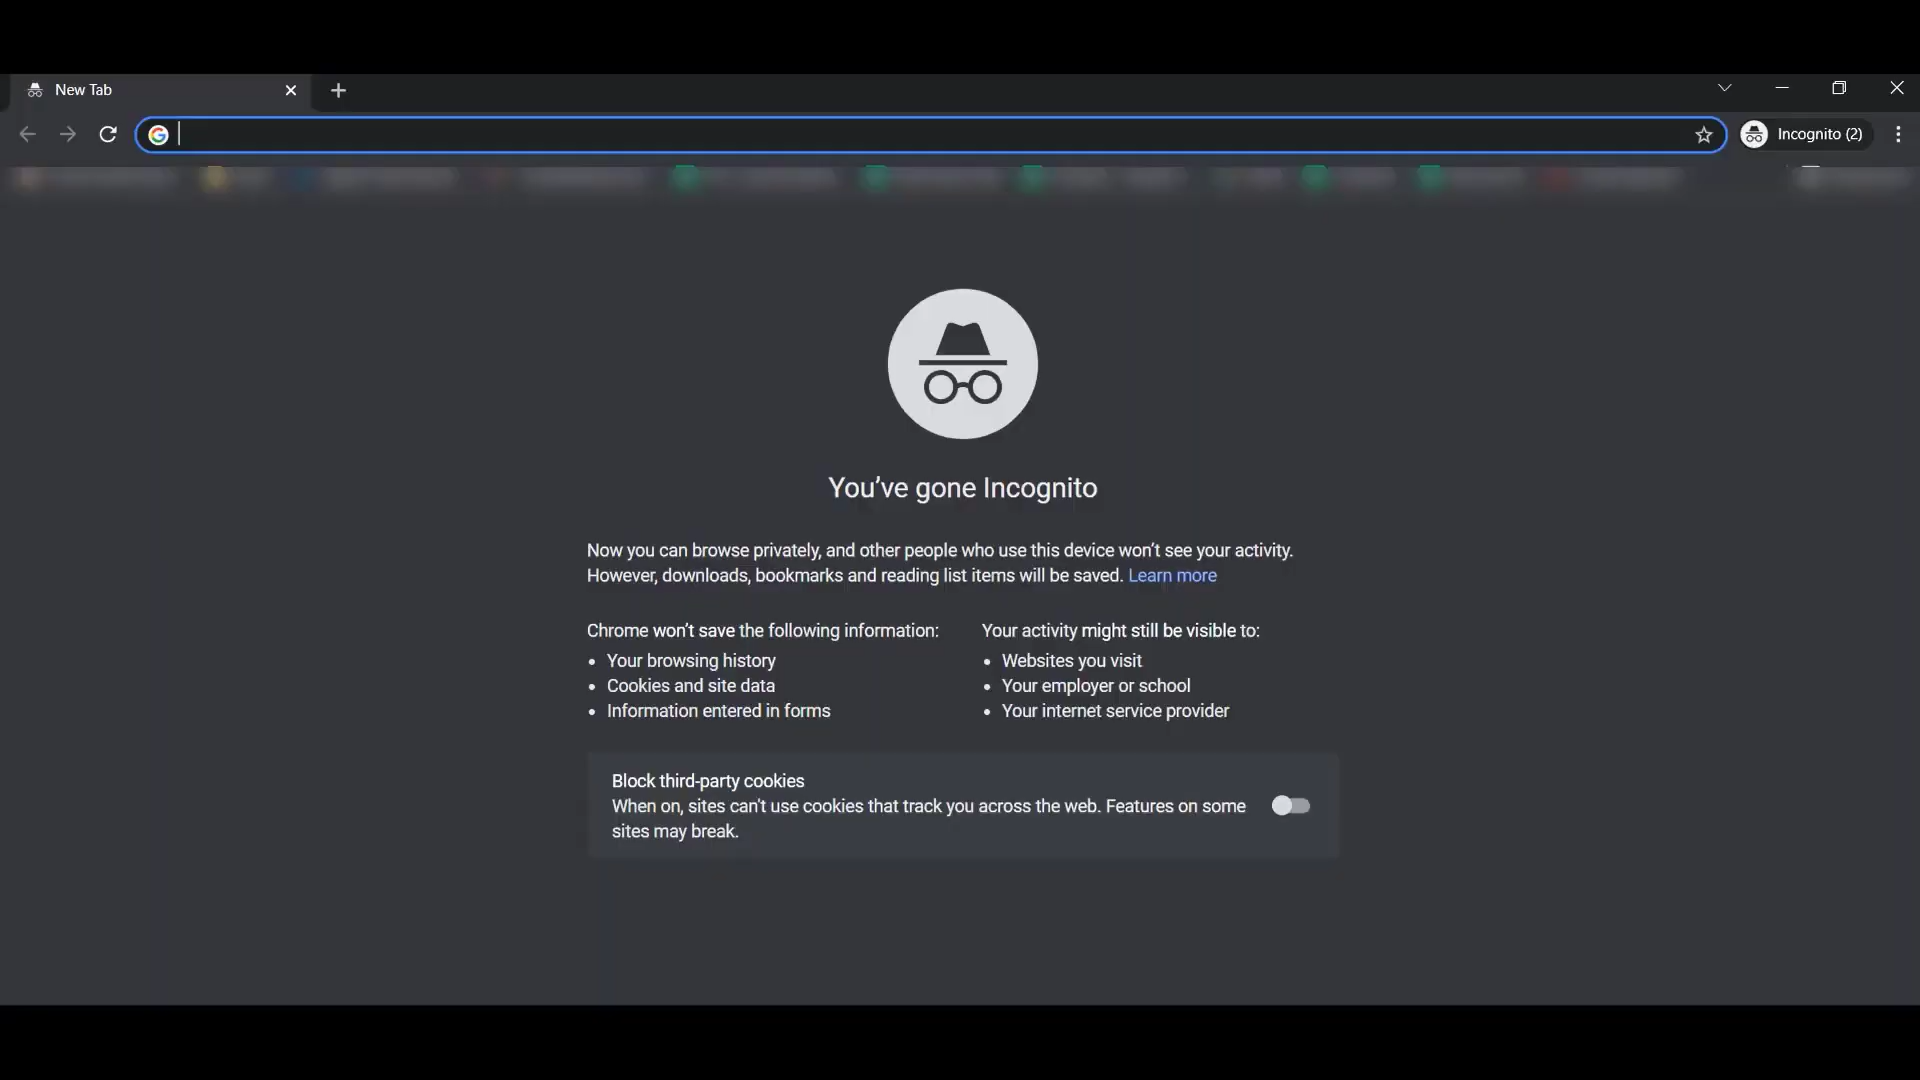 New Tab
Incognito (2)
You've gone Incognito
Now you can browse privately, and other people who use this device won't see your activity.
However, downloads, bookmarks and reading list items will be saved. Learn more
Chrome won't save the following information:
Your browsing history
Cookies and site data
Information entered in forms
Your activity might still be visible to:
Websites you visit
Your employer or school
Your internet service provider
Block third-party cookies
When on, sites can't use cookies that track you across the web. Features on some
sites may break.